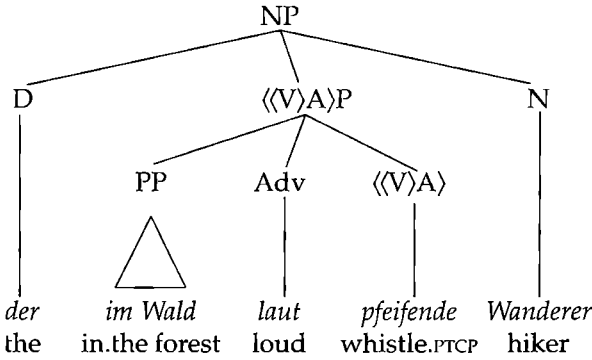 NP
D ⟨⟨V⟩A⟩P N
PP Adv ⟨⟨V⟩A⟩
der im Wald laut pfeifende Wanderer
the in.the forest loud whistle.PTCP hiker